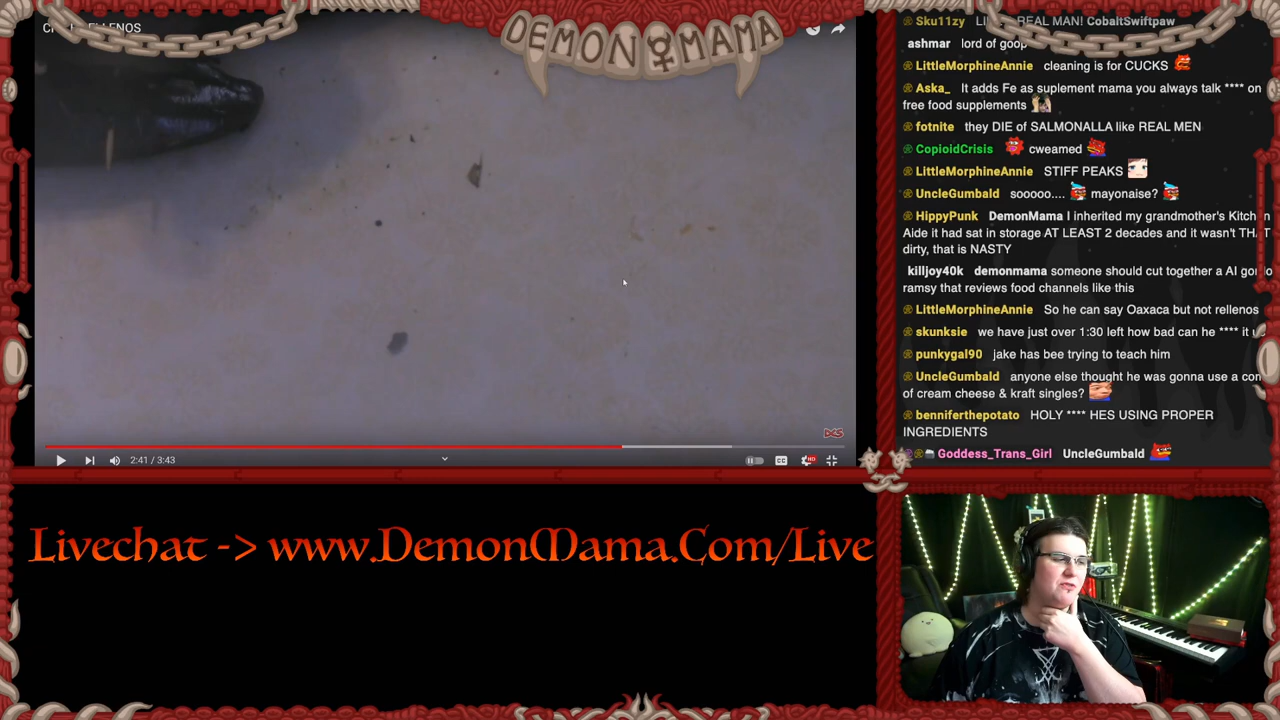 DEMON MAMA
2:41 / 3:43
CC
HD
DCS
Livechat -> www.DemonMama.Com/Live
Sku11zy REAL MAN! CobaltSwiftpaw
ashmar lord of goop
LittleMorphineAnnie cleaning is for CUCKS
Aska_ It adds Fe as suplement mama you always talk **** on
free food supplements
fotnite they DIE of SALMONALLA like REAL MEN
CopioidCrisis cweamed
LittleMorphineAnnie STIFF PEAKS
UncleGumbald sooooo.... mayonaise?
HippyPunk DemonMama I inherited my grandmother's Kitchen
Aide it had sat in storage AT LEAST 2 decades and it wasn't THAT
dirty, that is NASTY
killjoy40k demonmama someone should cut together a AI
ramsy that reviews food channels like this
LittleMorphineAnnie So he can say Oaxaca but not rellenos
skunksie we have just over 1:30 left how bad can he **** it
punkygal90 jake has bee trying to teach him
UncleGumbald anyone else thought he was gonna use a
of cream cheese & kraft singles?
benniferthepotato HOLY **** HES USING PROPER
INGREDIENTS
Goddess_Trans_Girl UncleGumbald